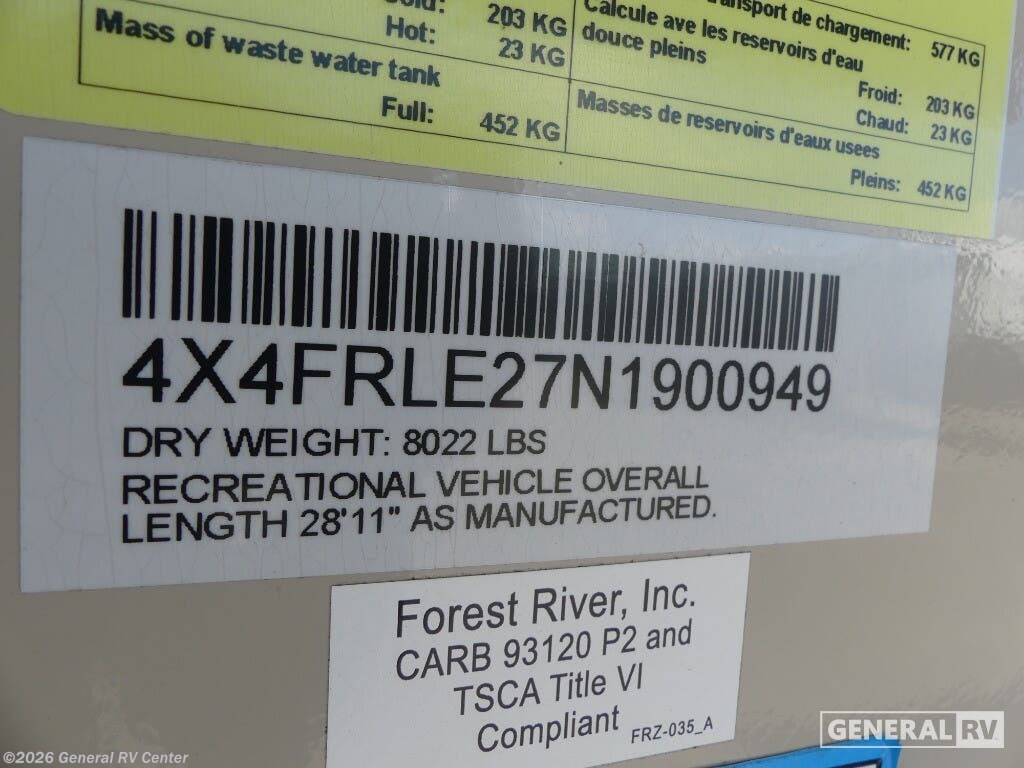 203 KG
Hot: 23 KG
Mass of waste water tank
Full: 452 KG
transport de chargement: 577 KG
Calcule ave les reservoirs d'eau
douce pleins
Froid: 203 KG
Chaud: 23 KG
Masses de reservoirs d'eaux usees
Pleins: 452 KG
4X4FRLE27N1900949
DRY WEIGHT: 8022 LBS
RECREATIONAL VEHICLE OVERALL
LENGTH 28'11" AS MANUFACTURED.
Forest River, Inc.
CARB 93120 P2 and
TSCA Title VI
Compliant
FRZ-035_A
GENERAL RV
©2026 General RV Center